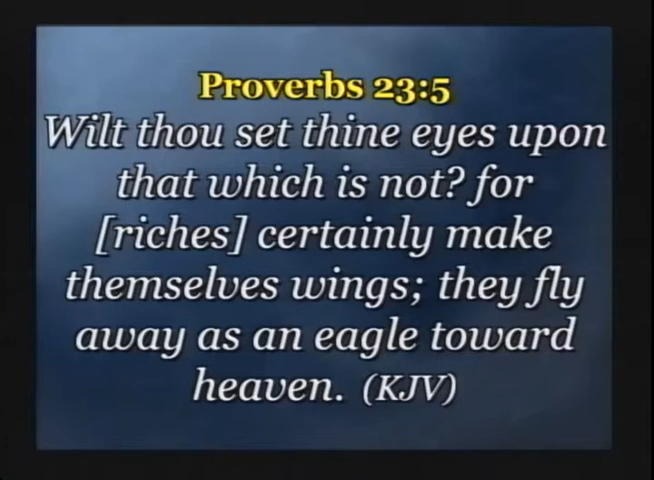 Proverbs 23:5
Wilt thou set thine eyes upon
that which is not? for
[riches] certainly make
themselves wings; they fly
away as an eagle toward
heaven. (KJV)